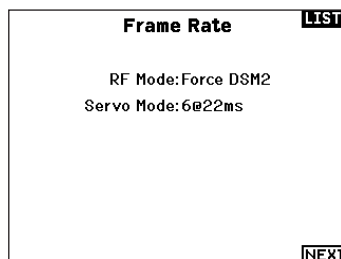 Frame Rate
LIST
RF Mode:Force DSM2
Servo Mode:6@22ms
NEXT